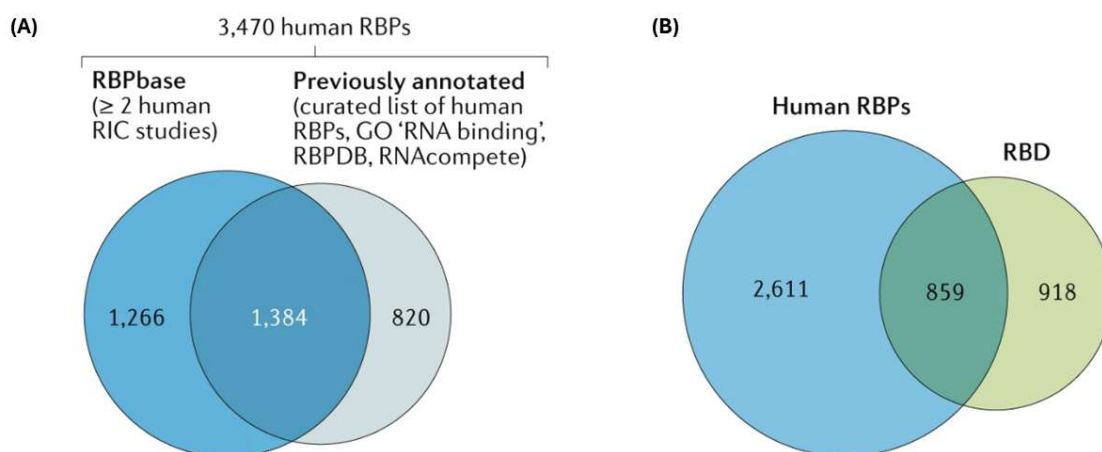 (A)
3,470 human RBPs
RBPbase
(≥ 2 human
RIC studies)
Previously annotated
(curated list of human
RBPs, GO ‘RNA binding’,
RBPDB, RNAcompete)
1,266
1,384
820
(B)
Human RBPs
RBD
2,611
859
918